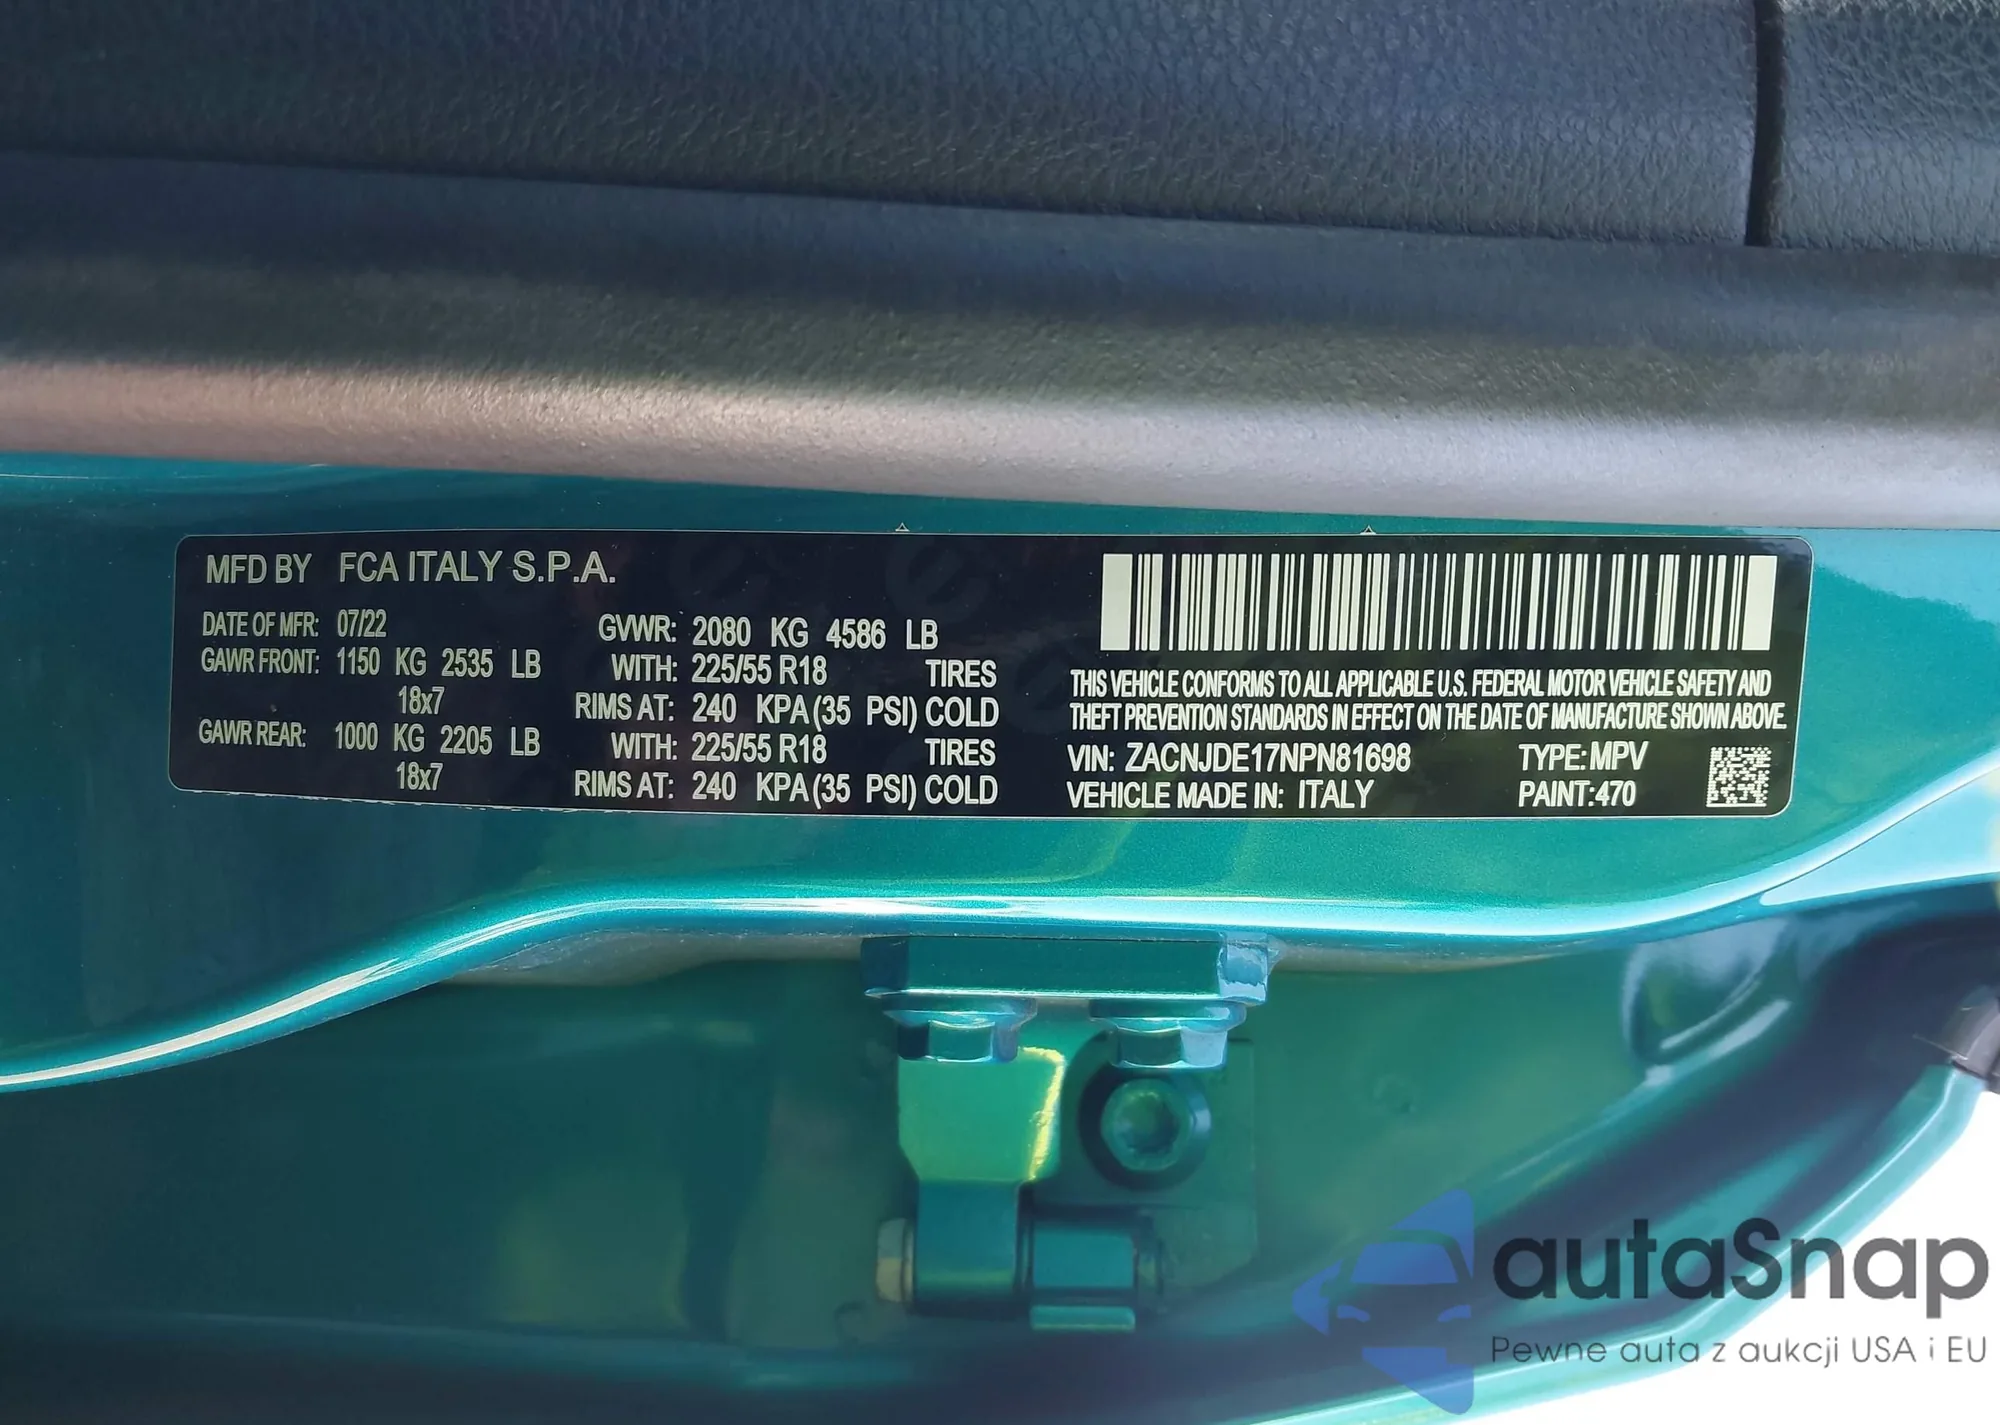 MFD BY FCA ITALY S.P.A.
DATE OF MFR: 07/22 GVWR: 2080 KG 4586 LB
GAWR FRONT: 1150 KG 2535 LB WITH: 225/55 R18 TIRES
18x7 RIMS AT: 240 KPA(35 PSI) COLD
GAWR REAR: 1000 KG 2205 LB WITH: 225/55 R18 TIRES
18x7 RIMS AT: 240 KPA(35 PSI) COLD
THIS VEHICLE CONFORMS TO ALL APPLICABLE U.S. FEDERAL MOTOR VEHICLE SAFETY AND
THEFT PREVENTION STANDARDS IN EFFECT ON THE DATE OF MANUFACTURE SHOWN ABOVE.
VIN: ZACNJDE17NPN81698 TYPE: MPV
VEHICLE MADE IN: ITALY PAINT:470
autaSnap
Pewne auta z aukcji USA i EU